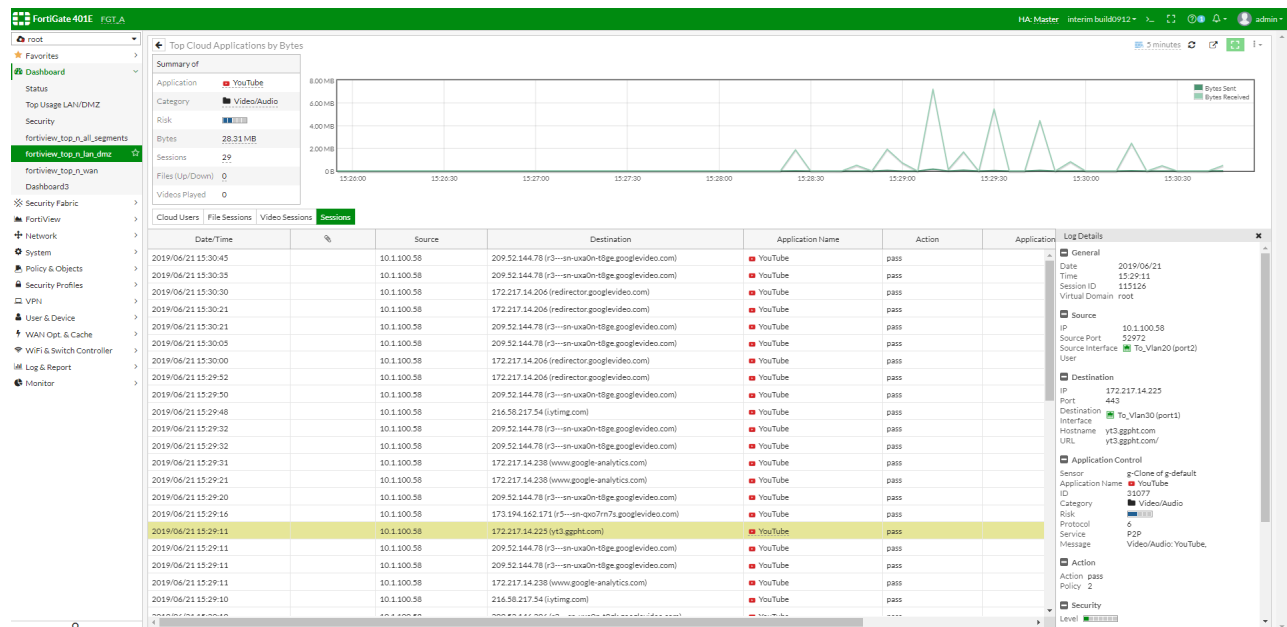 FortiGate 401E FGT_A
HA: Master interim build0912 >_ admin
root
Favorites
Dashboard
Status
Top Usage LAN/DMZ
Security
fortiview_top_n_all_segments
fortiview_top_n_lan_dmz
fortiview_top_n_wan
Dashboard3
Security Fabric
FortiView
Network
System
Policy & Objects
Security Profiles
VPN
User & Device
WAN Opt. & Cache
WiFi & Switch Controller
Log & Report
Monitor
Top Cloud Applications by Bytes
5 minutes
Summary of
Application YouTube
Category Video/Audio
Risk
Bytes 28.31 MB
Sessions 29
Files (Up/Down) 0
Videos Played 0
8.00 MB
6.00 MB
4.00 MB
2.00 MB
0 B
15:26:00 15:26:30 15:27:00 15:27:30 15:28:00 15:28:30 15:29:00 15:29:30 15:30:00 15:30:30
Bytes Sent
Bytes Received
Cloud Users File Sessions Video Sessions Sessions
Date/Time Source Destination Application Name Action Application
2019/06/21 15:30:45 10.1.100.58 209.52.144.78 (r3---sn-uxa0n-t8ge.googlevideo.com) YouTube pass
2019/06/21 15:30:35 10.1.100.58 209.52.144.78 (r3---sn-uxa0n-t8ge.googlevideo.com) YouTube pass
2019/06/21 15:30:30 10.1.100.58 172.217.14.206 (redirector.googlevideo.com) YouTube pass
2019/06/21 15:30:21 10.1.100.58 172.217.14.206 (redirector.googlevideo.com) YouTube pass
2019/06/21 15:30:21 10.1.100.58 209.52.144.78 (r3---sn-uxa0n-t8ge.googlevideo.com) YouTube pass
2019/06/21 15:30:05 10.1.100.58 209.52.144.78 (r3---sn-uxa0n-t8ge.googlevideo.com) YouTube pass
2019/06/21 15:30:00 10.1.100.58 172.217.14.206 (redirector.googlevideo.com) YouTube pass
2019/06/21 15:29:52 10.1.100.58 172.217.14.206 (redirector.googlevideo.com) YouTube pass
2019/06/21 15:29:50 10.1.100.58 209.52.144.78 (r3---sn-uxa0n-t8ge.googlevideo.com) YouTube pass
2019/06/21 15:29:48 10.1.100.58 216.58.217.54 (i.ytimg.com) YouTube pass
2019/06/21 15:29:32 10.1.100.58 209.52.144.78 (r3---sn-uxa0n-t8ge.googlevideo.com) YouTube pass
2019/06/21 15:29:32 10.1.100.58 209.52.144.78 (r3---sn-uxa0n-t8ge.googlevideo.com) YouTube pass
2019/06/21 15:29:31 10.1.100.58 172.217.14.238 (www.google-analytics.com) YouTube pass
2019/06/21 15:29:21 10.1.100.58 172.217.14.238 (www.google-analytics.com) YouTube pass
2019/06/21 15:29:20 10.1.100.58 209.52.144.78 (r3---sn-uxa0n-t8ge.googlevideo.com) YouTube pass
2019/06/21 15:29:16 10.1.100.58 173.194.162.171 (r5---sn-qxo7rn7s.googlevideo.com) YouTube pass
2019/06/21 15:29:11 10.1.100.58 172.217.14.225 (yt3.ggpht.com) YouTube pass
2019/06/21 15:29:11 10.1.100.58 209.52.144.78 (r3---sn-uxa0n-t8ge.googlevideo.com) YouTube pass
2019/06/21 15:29:11 10.1.100.58 209.52.144.78 (r3---sn-uxa0n-t8ge.googlevideo.com) YouTube pass
2019/06/21 15:29:11 10.1.100.58 172.217.14.238 (www.google-analytics.com) YouTube pass
2019/06/21 15:29:10 10.1.100.58 216.58.217.54 (i.ytimg.com) YouTube pass
Log Details
General
Date 2019/06/21
Time 15:29:11
Session ID 115126
Virtual Domain root
Source
IP 10.1.100.58
Source Port 52972
Source Interface To_Vlan20 (port2)
User
Destination
IP 172.217.14.225
Port 443
Destination Interface To_Vlan30 (port1)
Hostname yt3.ggpht.com
URL yt3.ggpht.com/
Application Control
Sensor g-Clone of g-default
Application Name YouTube
ID 31077
Category Video/Audio
Risk
Protocol 6
Service P2P
Message Video/Audio: YouTube,
Action
Action pass
Policy 2
Security
Level